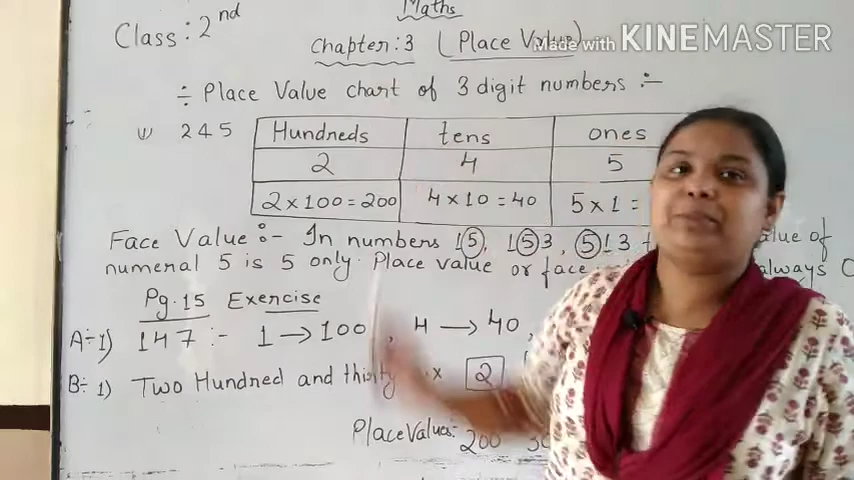 Maths
Class: 2nd
Chapter:3 (Place Value)
Made with KINEMASTER
÷ Place Value chart of 3 digit numbers :-
245 Hundreds tens ones
2 4 5
2 x 100 = 200 4 x 10 = 40 5 x 1 =
Face Value :- In numbers 15, 153, 513
numeral 5 is 5 only. Place value or face always
Pg.15 Exercise
A÷1) 147 :- 1 → 100, 4 → 40
B÷ 1) Two Hundred and thirty 2
Place Values: 200